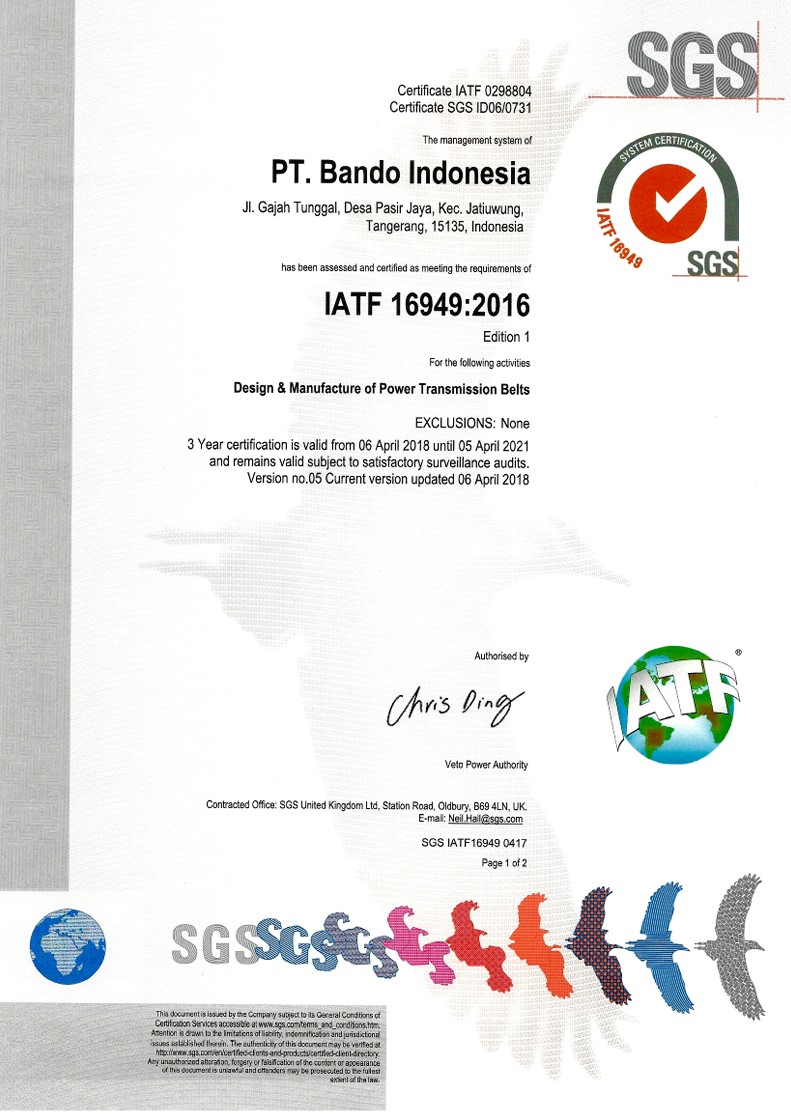 SGS
Certificate IATF 0298804
Certificate SGS ID06/0731
The management system of
PT. Bando Indonesia
Jl. Gajah Tunggal, Desa Pasir Jaya, Kec. Jatiuwung,
Tangerang, 15135, Indonesia
SYSTEM CERTIFICATION
IATF 16949
SGS
has been assessed and certified as meeting the requirements of
IATF 16949:2016
Edition 1
For the following activities
Design & Manufacture of Power Transmission Belts
EXCLUSIONS: None
3 Year certification is valid from 06 April 2018 until 05 April 2021
and remains valid subject to satisfactory surveillance audits.
Version no.05 Current version updated 06 April 2018
Authorised by
Chris Ding
IATF®
Veto Power Authority
Contracted Office: SGS United Kingdom Ltd, Station Road, Oldbury, B69 4LN, UK.
E-mail: Neil.Hall@sgs.com
SGS IATF16949 0417
Page 1 of 2
SGSSGSSGS
This document is issued by the Company subject to its General Conditions of
Certification Services accessible at www.sgs.com/terms_and_conditions.htm.
Attention is drawn to the limitations of liability, indemnification and jurisdictional
issues established therein. The authenticity of this document may be verified at
http://www.sgs.com/en/certified-clients-and-products/certified-client-directory.
Any unauthorized alteration, forgery or falsification of the content or appearance
of this document is unlawful and offenders may be prosecuted to the fullest
extent of the law.